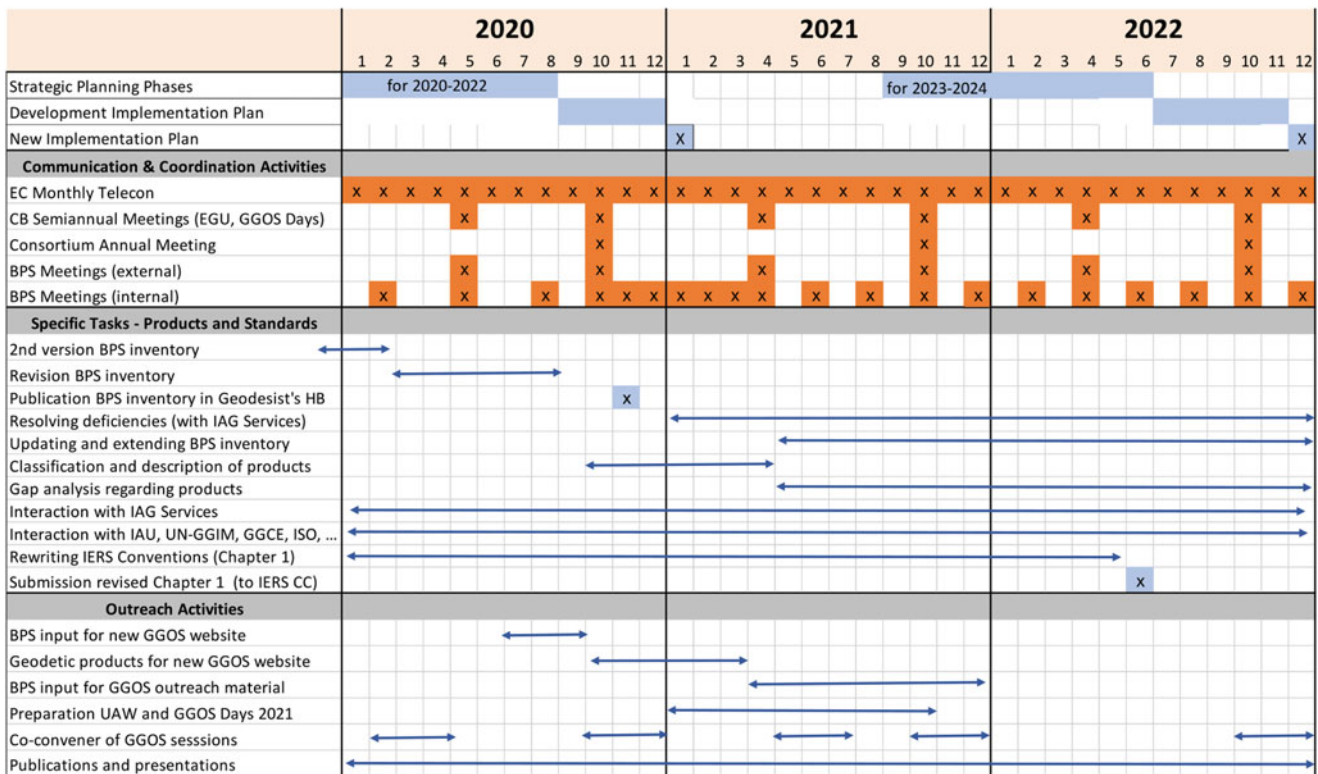 2020 2021 2022
1 2 3 4 5 6 7 8 9 10 11 12 1 2 3 4 5 6 7 8 9 10 11 12 1 2 3 4 5 6 7 8 9 10 11 12
Strategic Planning Phases for 2020-2022 for 2023-2024
Development Implementation Plan
New Implementation Plan X X
Communication & Coordination Activities
EC Monthly Telecon x x x x x x x x x x x x x x x x x x x x x x x x x x x x x x x x x x x x
CB Semiannual Meetings (EGU, GGOS Days) x x x x x x
Consortium Annual Meeting x x x
BPS Meetings (external) x x x x x x
BPS Meetings (internal) x x x x x x x x x x x x x x x x x x x x
Specific Tasks - Products and Standards
2nd version BPS inventory
Revision BPS inventory
Publication BPS inventory in Geodesist's HB x
Resolving deficiencies (with IAG Services)
Updating and extending BPS inventory
Classification and description of products
Gap analysis regarding products
Interaction with IAG Services
Interaction with IAU, UN-GGIM, GGCE, ISO, ...
Rewriting IERS Conventions (Chapter 1)
Submission revised Chapter 1 (to IERS CC) x
Outreach Activities
BPS input for new GGOS website
Geodetic products for new GGOS website
BPS input for GGOS outreach material
Preparation UAW and GGOS Days 2021
Co-convener of GGOS sesssions
Publications and presentations